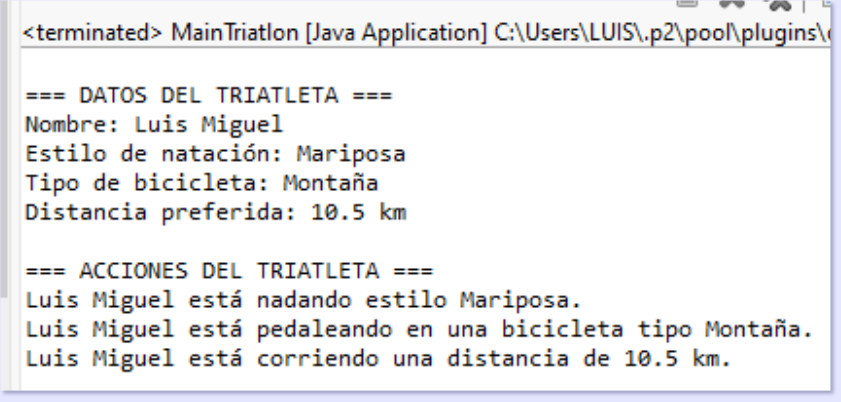 <terminated> MainTriatlon [Java Application] C:\Users\LUIS\.p2\pool\plugins\
=== DATOS DEL TRIATLETA ===
Nombre: Luis Miguel
Estilo de natación: Mariposa
Tipo de bicicleta: Montaña
Distancia preferida: 10.5 km
=== ACCIONES DEL TRIATLETA ===
Luis Miguel está nadando estilo Mariposa.
Luis Miguel está pedaleando en una bicicleta tipo Montaña.
Luis Miguel está corriendo una distancia de 10.5 km.